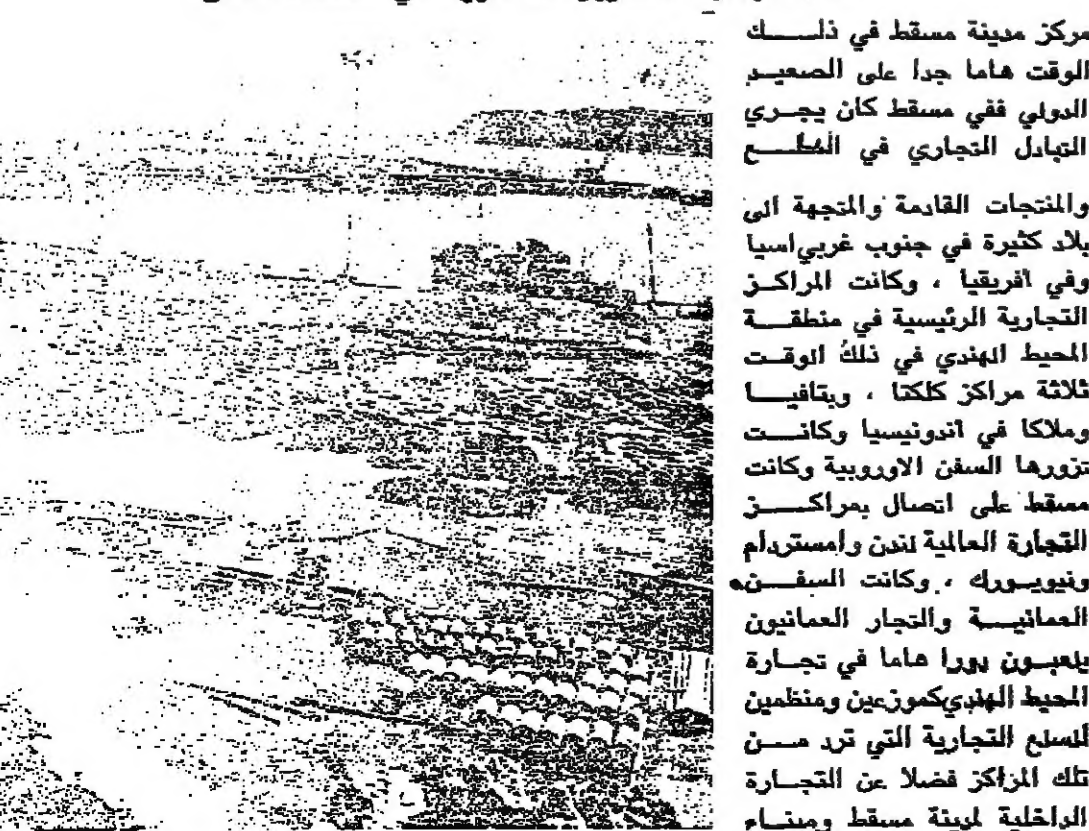 مركز مدينة مسقط في ذلك
الوقت هاما جدا على الصعيد
الدولي ففي مسقط كان يجري
التبادل التجاري في القطع
والمنتجات القادمة والمتجهة الى
بلاد كثيرة في جنوب غربي اسيا
وفي افريقيا ، وكانت المراكز
التجارية الرئيسية في منطقة
المحيط الهندي في ذلك الوقت
ثلاثة مراكز كلكتا ، وبتافيا
وملاكا في اندونيسيا وكانت
تزورها السفن الاوروبية وكانت
مسقط على اتصال بمراكز
التجارة العالمية لندن وامستردام
ونيويورك ، وكانت السفن
العمانية والتجار العمانيون
يلعبون دورا هاما في تجارة
المحيط الهندي كموزعين ومنظمين
للسلع التجارية التي ترد من
تلك المراكز فضلا عن التجارة
الداخلية لمدينة مسقط وميناء